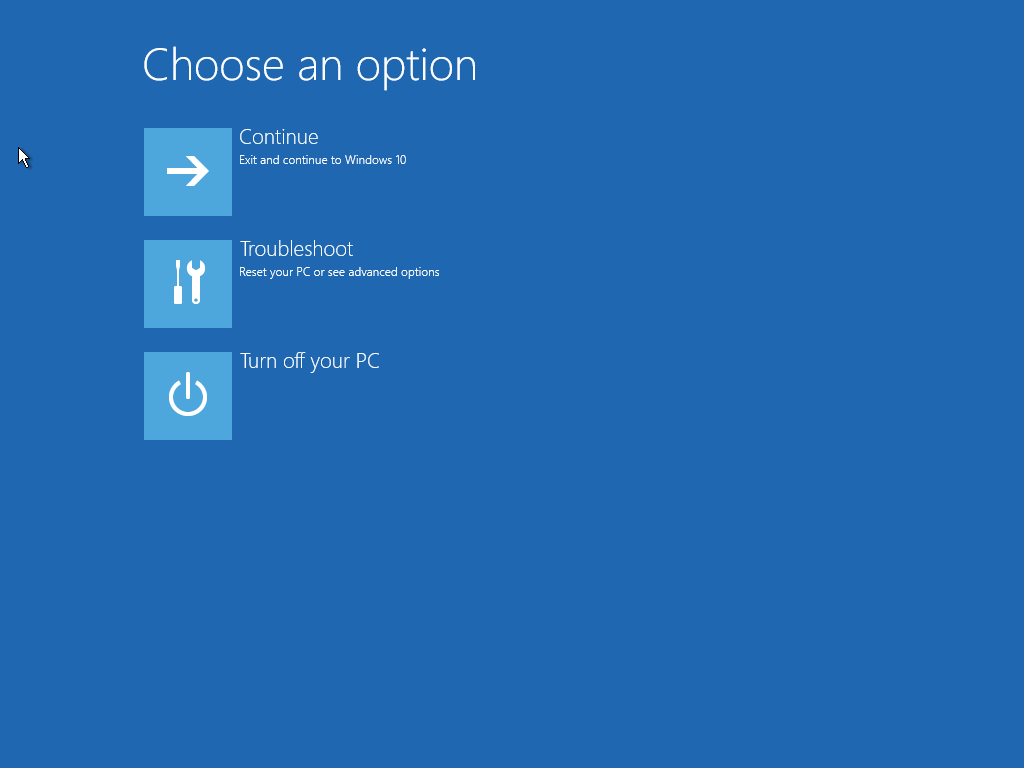 Choose an option
Continue
Exit and continue to Windows 10
Troubleshoot
Reset your PC or see advanced options
Turn off your PC